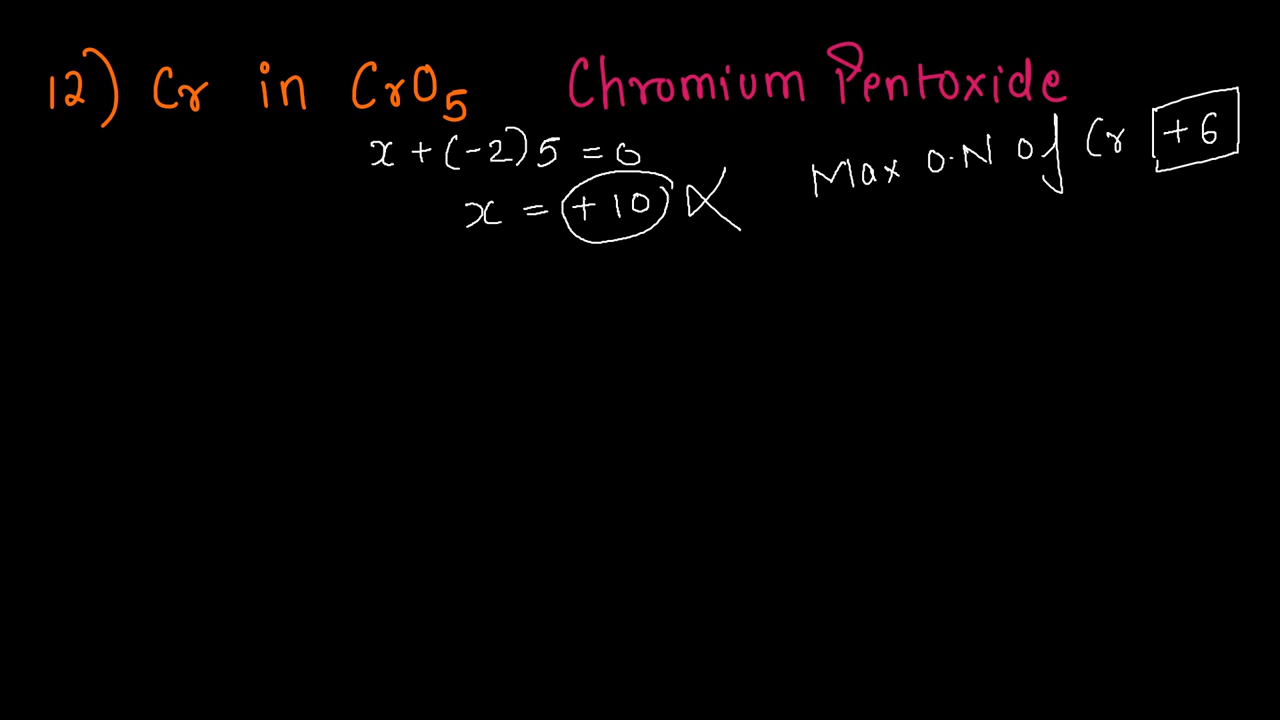 12) Cr in CrO₅ Chromium Pentoxide
x + (-2) 5 = 0 Max O.N of Cr +6
x = +10